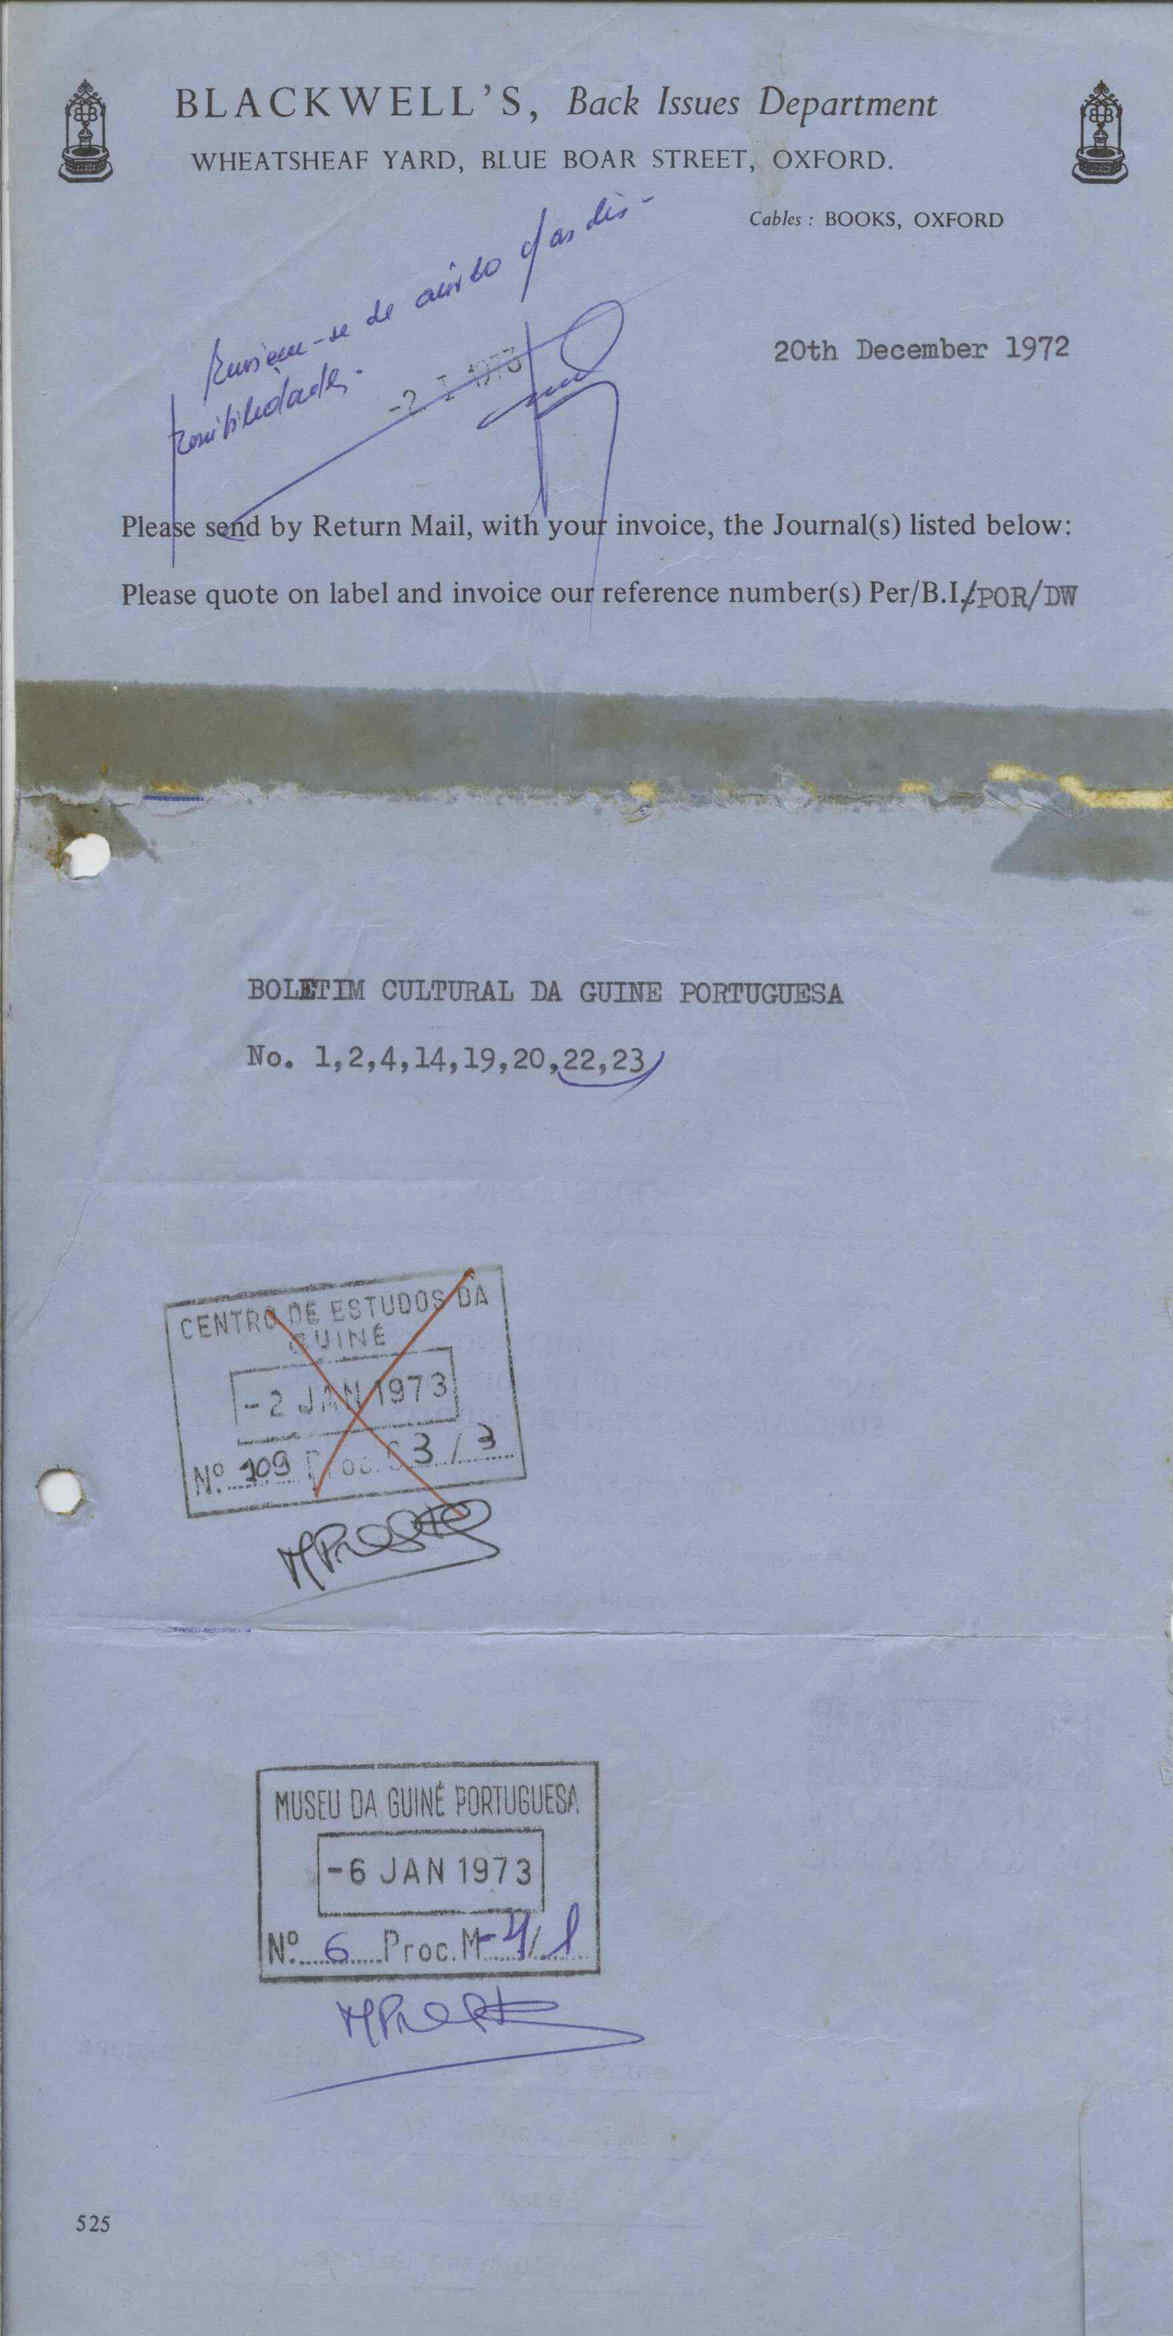 BLACKWELL'S, Back Issues Department
WHEATSHEAF YARD, BLUE BOAR STREET, OXFORD.
Cables : BOOKS, OXFORD
-se de acordo c/ as dis-
ponibilidades.
-2 1 1973
20th December 1972
Please send by Return Mail, with your invoice, the Journal(s) listed below:
Please quote on label and invoice our reference number(s) Per/B.I./POR/DW
BOLETIM CULTURAL DA GUINE PORTUGUESA
No. 1,2,4,14,19,20,22,23
CENTRO DE ESTUDOS DA
GUINÉ
-2 JAN 1973
Nº 109 Proc. S 3/3
MUSEU DA GUINÉ PORTUGUESA
-6 JAN 1973
Nº 6 Proc. M-4/1
525